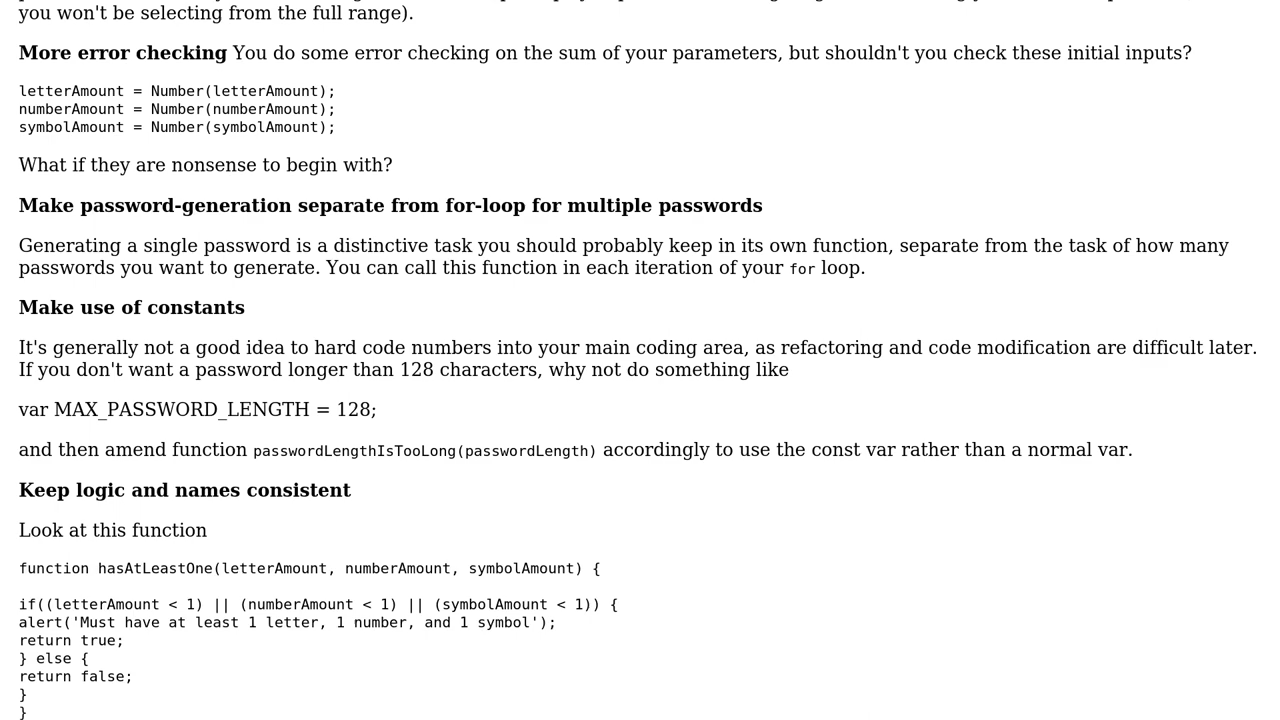 you won't be selecting from the full range).
More error checking You do some error checking on the sum of your parameters, but shouldn't you check these initial inputs?
letterAmount = Number(letterAmount);
numberAmount = Number(numberAmount);
symbolAmount = Number(symbolAmount);
What if they are nonsense to begin with?
Make password-generation separate from for-loop for multiple passwords
Generating a single password is a distinctive task you should probably keep in its own function, separate from the task of how many
passwords you want to generate. You can call this function in each iteration of your for loop.
Make use of constants
It's generally not a good idea to hard code numbers into your main coding area, as refactoring and code modification are difficult later.
If you don't want a password longer than 128 characters, why not do something like
var MAX_PASSWORD_LENGTH = 128;
and then amend function passwordLengthIsTooLong(passwordLength) accordingly to use the const var rather than a normal var.
Keep logic and names consistent
Look at this function
function hasAtLeastOne(letterAmount, numberAmount, symbolAmount) {
if((letterAmount < 1) || (numberAmount < 1) || (symbolAmount < 1)) {
alert('Must have at least 1 letter, 1 number, and 1 symbol');
return true;
} else {
return false;
}
}